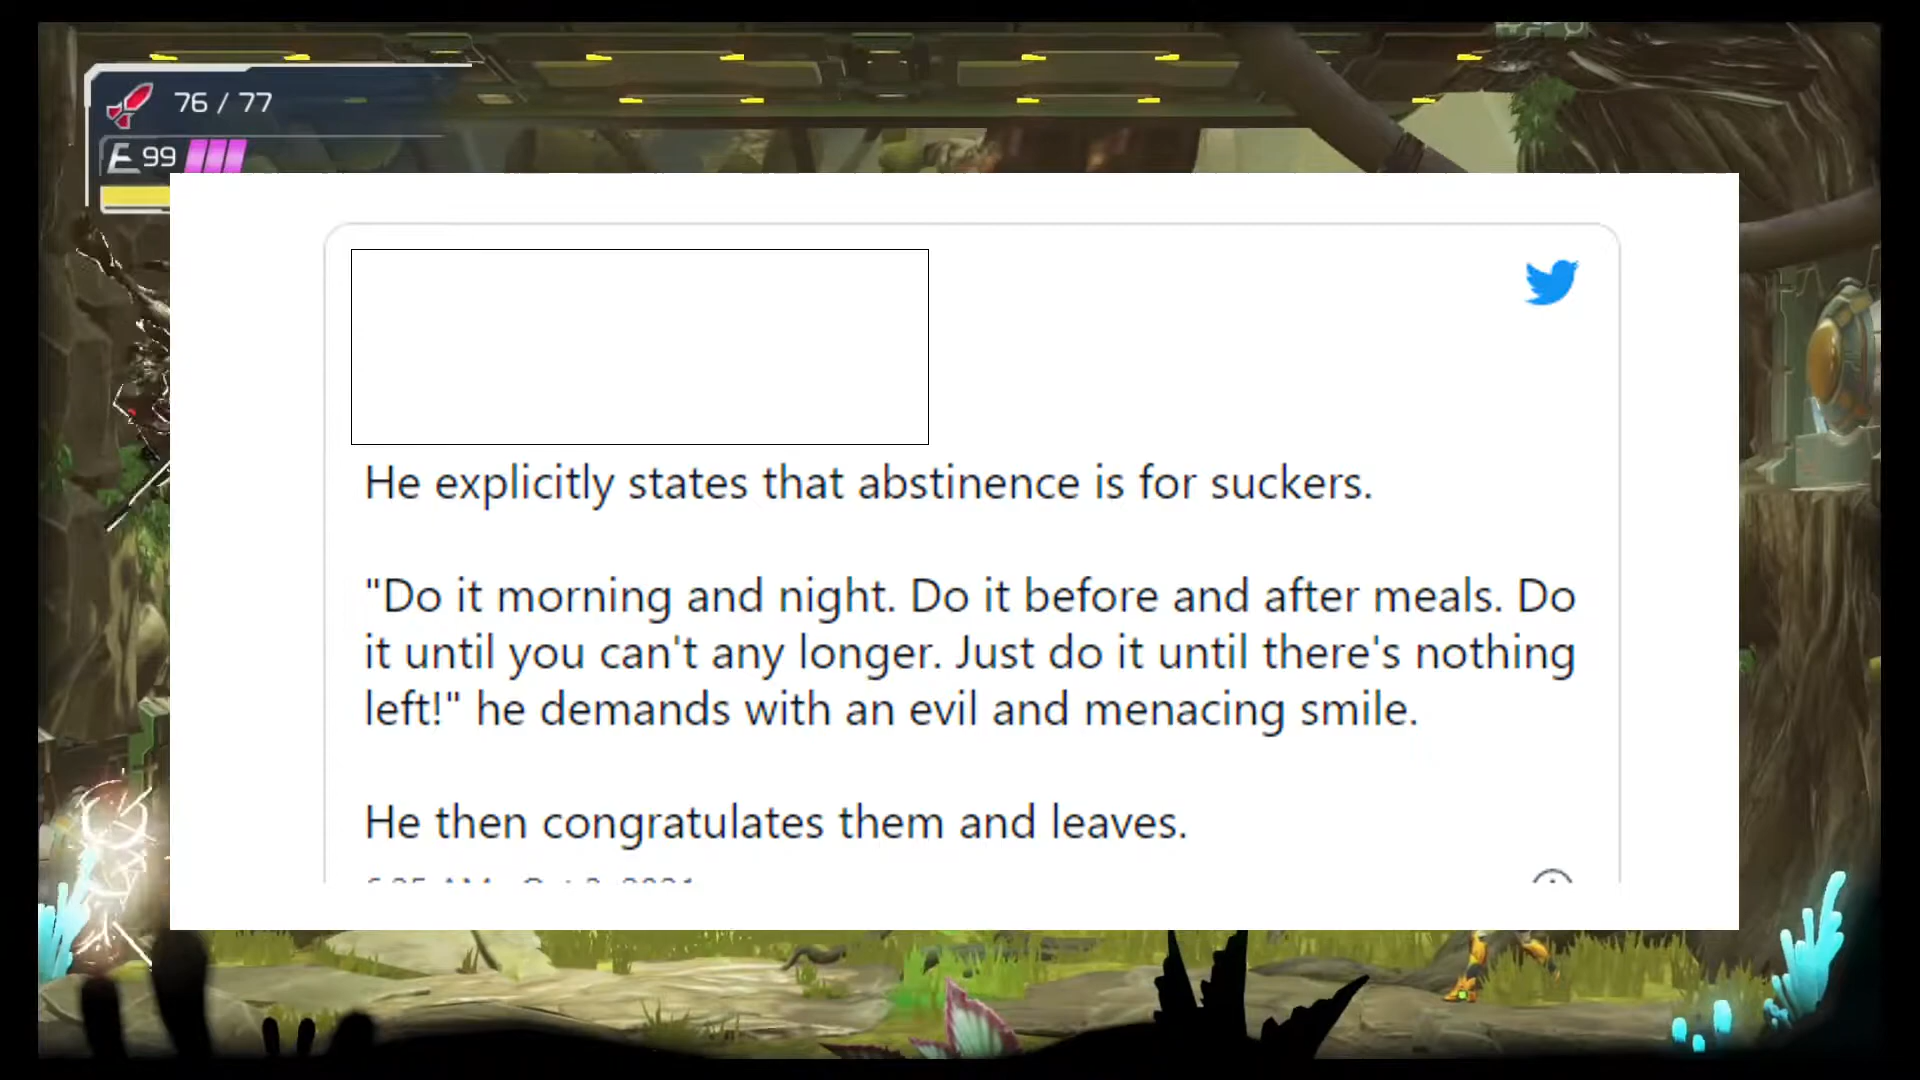 76 / 77
E 99
He explicitly states that abstinence is for suckers.
"Do it morning and night. Do it before and after meals. Do
it until you can't any longer. Just do it until there's nothing
left!" he demands with an evil and menacing smile.
He then congratulates them and leaves.